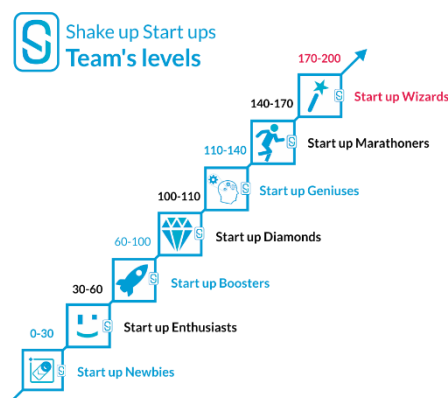 Shake up Start ups
Team's levels
170-200
Start up Wizards
140-170
Start up Marathoners
110-140
Start up Geniuses
100-110
Start up Diamonds
60-100
Start up Boosters
30-60
Start up Enthusiasts
0-30
Start up Newbies